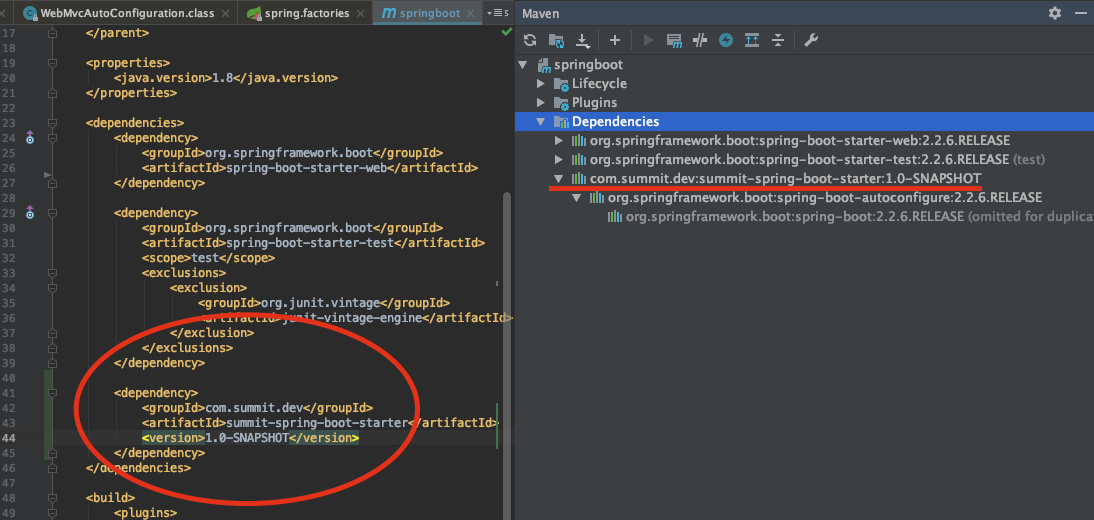 WebMvcAutoConfiguration.class
spring.factories
springboot
5
17 </parent>
18
19 <properties>
20 <java.version>1.8</java.version>
21 </properties>
22
23 <dependencies>
24 <dependency>
25 <groupId>org.springframework.boot</groupId>
26 <artifactId>spring-boot-starter-web</artifactId>
27 </dependency>
28
29 <dependency>
30 <groupId>org.springframework.boot</groupId>
31 <artifactId>spring-boot-starter-test</artifactId>
32 <scope>test</scope>
33 <exclusions>
34 <exclusion>
35 <groupId>org.junit.vintage</groupId>
36 <artifactId>junit-vintage-engine</artifactId>
37 </exclusion>
38 </exclusions>
39 </dependency>
40
41 <dependency>
42 <groupId>com.summit.dev</groupId>
43 <artifactId>summit-spring-boot-starter</artifactId>
44 <version>1.0-SNAPSHOT</version>
45 </dependency>
46 </dependencies>
47
48 <build>
49 <plugins>
Maven
springboot
Lifecycle
Plugins
Dependencies
org.springframework.boot:spring-boot-starter-web:2.2.6.RELEASE
org.springframework.boot:spring-boot-starter-test:2.2.6.RELEASE (test)
com.summit.dev:summit-spring-boot-starter:1.0-SNAPSHOT
org.springframework.boot:spring-boot-autoconfigure:2.2.6.RELEASE
org.springframework.boot:spring-boot:2.2.6.RELEASE (omitted for duplica